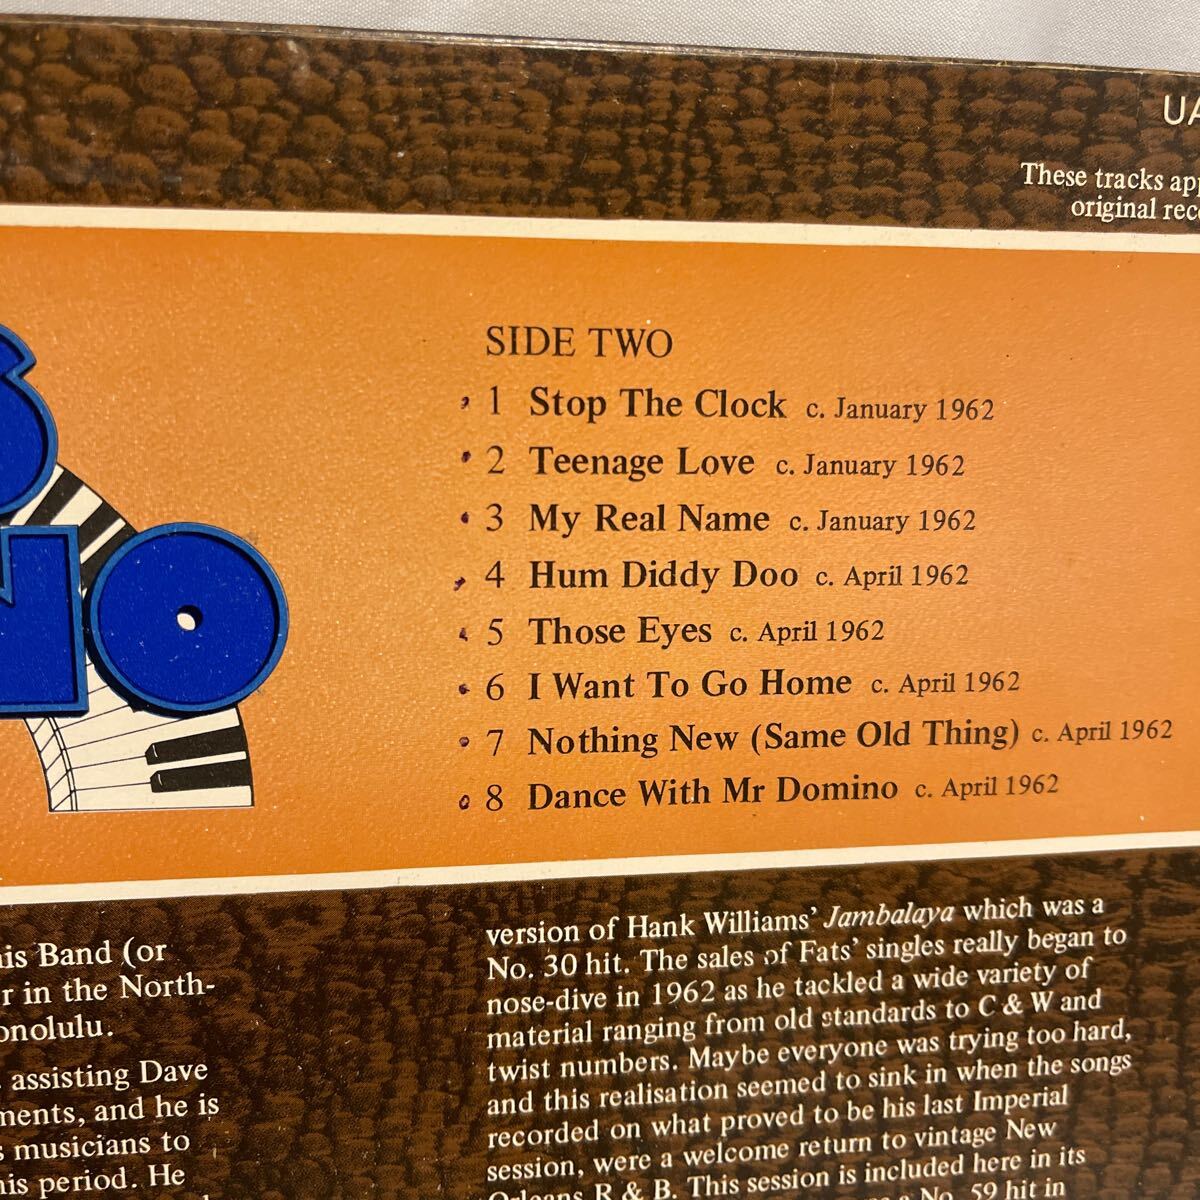 UA
These tracks app
original reco
S
NO
SIDE TWO
1 Stop The Clock c. January 1962
2 Teenage Love c. January 1962
3 My Real Name c. January 1962
4 Hum Diddy Doo c. April 1962
5 Those Eyes c. April 1962
6 I Want To Go Home c. April 1962
7 Nothing New (Same Old Thing) c. April 1962
8 Dance With Mr Domino c. April 1962
is Band (or
r in the North-
onolulu.
assisting Dave
ments, and he is
s musicians to
his period. He
version of Hank Williams' Jambalaya which was a
No. 30 hit. The sales of Fats' singles really began to
nose-dive in 1962 as he tackled a wide variety of
material ranging from old standards to C & W and
twist numbers. Maybe everyone was trying too hard,
and this realisation seemed to sink in when the songs
recorded on what proved to be his last Imperial
session, were a welcome return to vintage New
Orleans R & B. This session is included here in its
No. 59 hit in